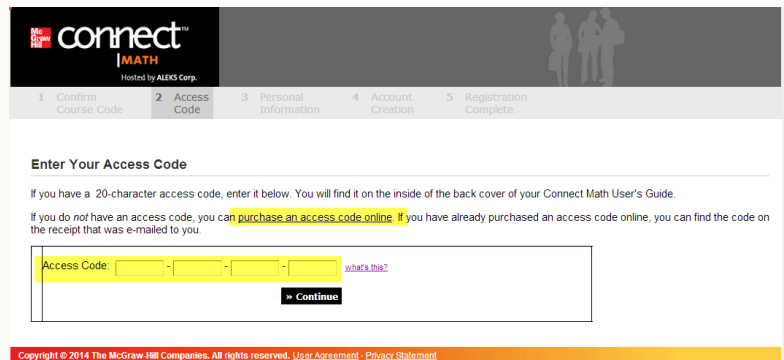 Mc
Graw
Hill
connect™
MATH
Hosted by ALEKS Corp.
1 Confirm Course Code 2 Access Code 3 Personal Information 4 Account Creation 5 Registration Complete
Enter Your Access Code
If you have a 20-character access code, enter it below. You will find it on the inside of the back cover of your Connect Math User's Guide.
If you do not have an access code, you can purchase an access code online. If you have already purchased an access code online, you can find the code on
the receipt that was e-mailed to you.
Access Code: - - - what's this?
» Continue
Copyright © 2014 The McGraw-Hill Companies. All rights reserved. User Agreement - Privacy Statement